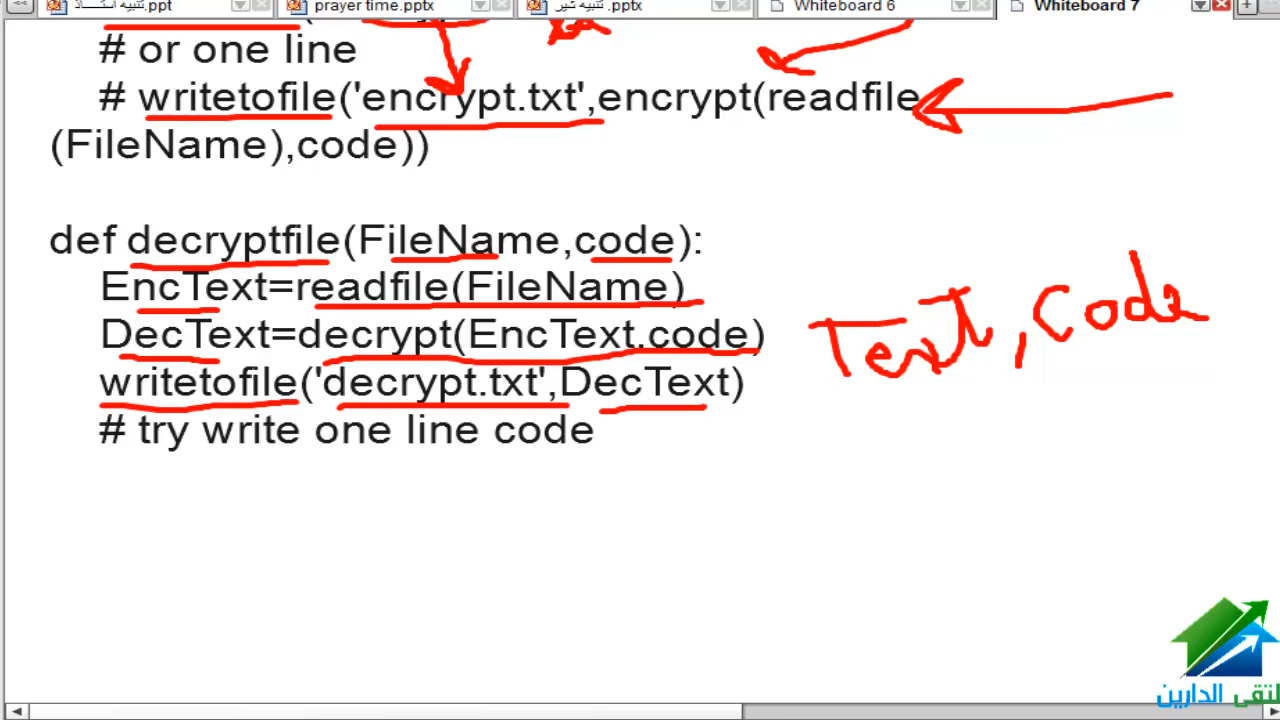 تنبيه استـــاذ.ppt prayer time.pptx تنبيه كبير.pptx Whiteboard 6 Whiteboard 7
# or one line
# writetofile('encrypt.txt',encrypt(readfile
(FileName),code))
def decryptfile(FileName,code):
EncText=readfile(FileName)
DecText=decrypt(EncText,code) Text,Code
writetofile('decrypt.txt',DecText)
# try write one line code
ملتقى الدارين